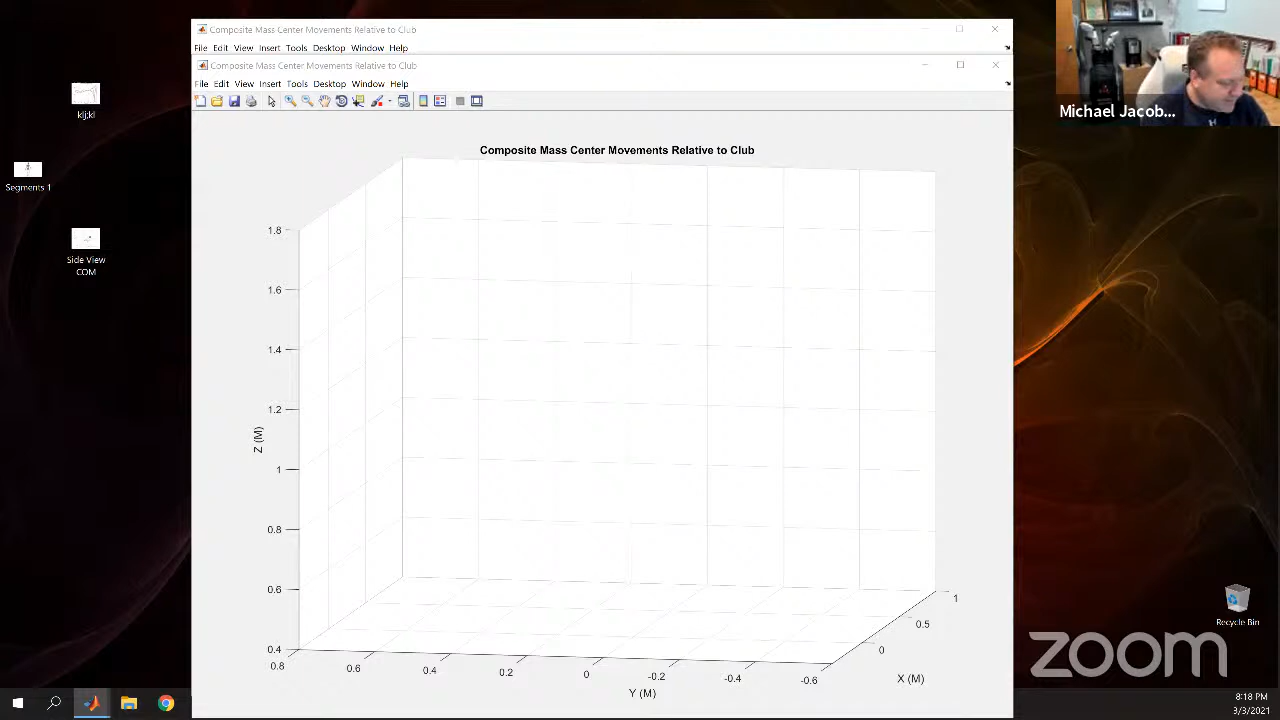 Composite Mass Center Movements Relative to Club
File Edit View Insert Tools Desktop Window Help
Composite Mass Center Movements Relative to Club
File Edit View Insert Tools Desktop Window Help
klj;kl
Segments 1
Side View
COM
Composite Mass Center Movements Relative to Club
1.8
1.6
1.4
1.2
1
0.8
0.6
0.4
Z (M)
0.8
0.6
0.4
0.2
0
-0.2
-0.4
-0.6
Y (M)
0
0.5
1
X (M)
Michael Jacob...
Recycle Bin
zoom
8:18 PM
3/3/2021